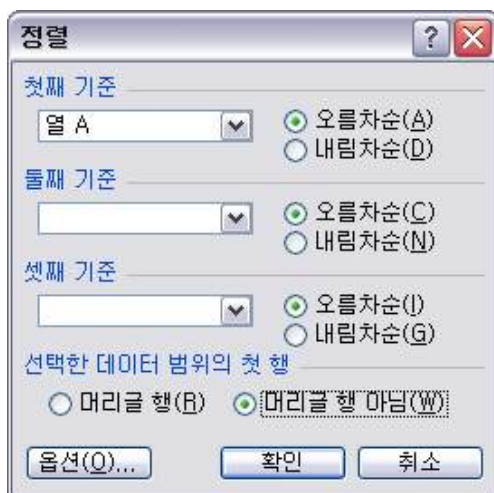 정렬
첫째 기준
열 A
오름차순(A)
내림차순(D)
둘째 기준
오름차순(C)
내림차순(N)
셋째 기준
오름차순(I)
내림차순(G)
선택한 데이터 범위의 첫 행
머리글 행(R) 머리글 행 아님(W)
옵션(O)... 확인 취소